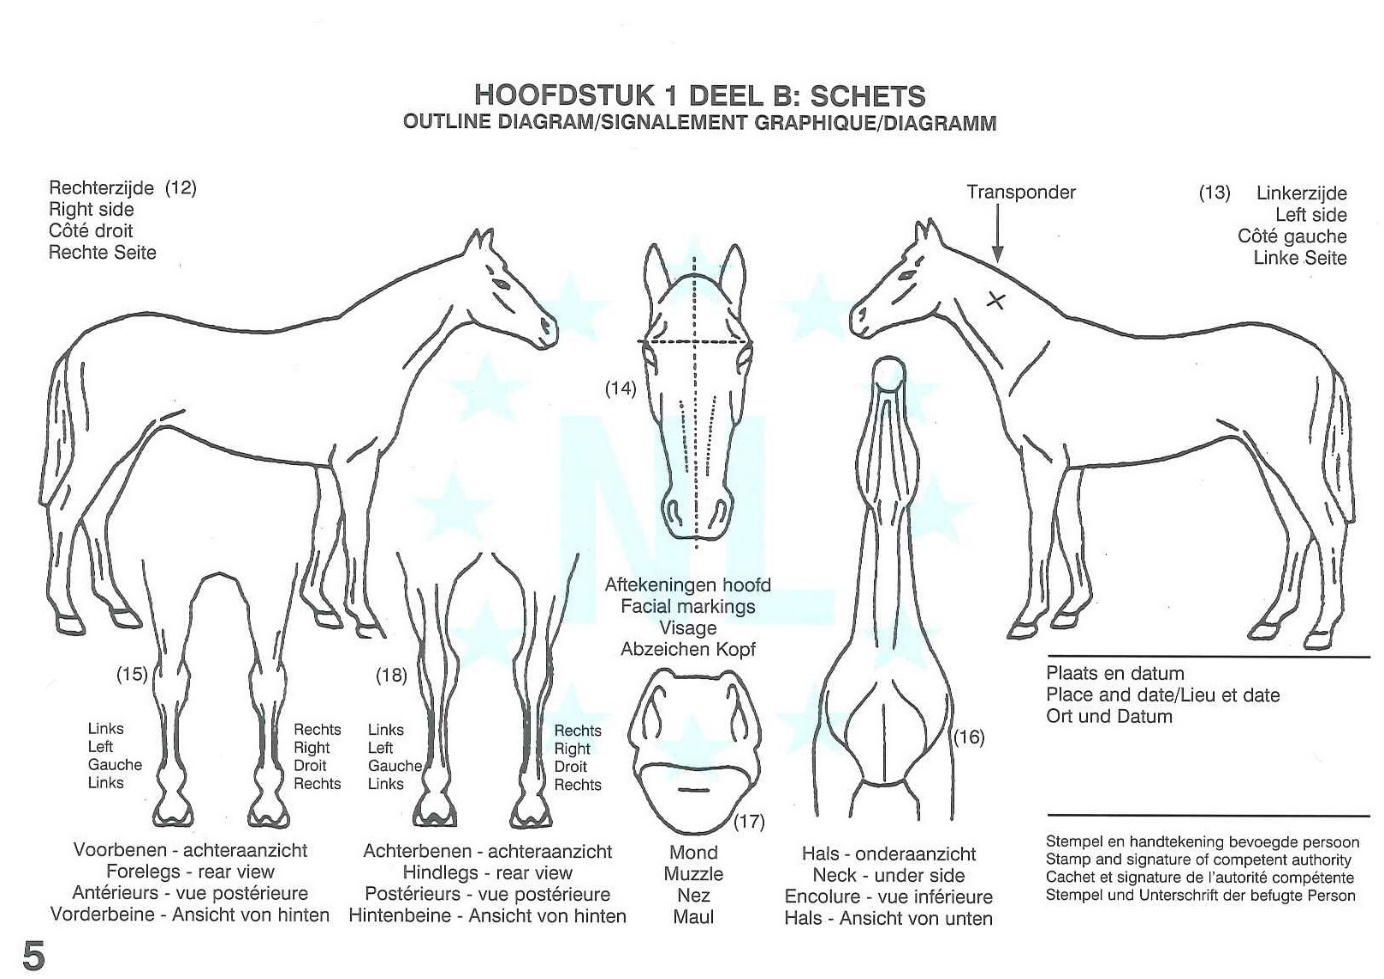 HOOFDSTUK 1 DEEL B: SCHETS
OUTLINE DIAGRAM/SIGNALEMENT GRAPHIQUE/DIAGRAMM
Rechterzijde (12)
Right side
Côté droit
Rechte Seite
Transponder
(13) Linkerzijde
Left side
Côté gauche
Linke Seite
(14)
NL
Aftekeningen hoofd
Facial markings
Visage
Abzeichen Kopf
(15)
Links
Left
Gauche
Links
Rechts
Right
Droit
Rechts
Voorbenen - achteraanzicht
Forelegs - rear view
Antérieurs - vue postérieure
Vorderbeine - Ansicht von hinten
(18)
Links
Left
Gauche
Links
Rechts
Right
Droit
Rechts
Achterbenen - achteraanzicht
Hindlegs - rear view
Postérieurs - vue postérieure
Hintenbeine - Ansicht von hinten
(17)
Mond
Muzzle
Nez
Maul
(16)
Hals - onderaanzicht
Neck - under side
Encolure - vue inférieure
Hals - Ansicht von unten
Plaats en datum
Place and date/Lieu et date
Ort und Datum
Stempel en handtekening bevoegde persoon
Stamp and signature of competent authority
Cachet et signature de l'autorité compétente
Stempel und Unterschrift der befugte Person
5